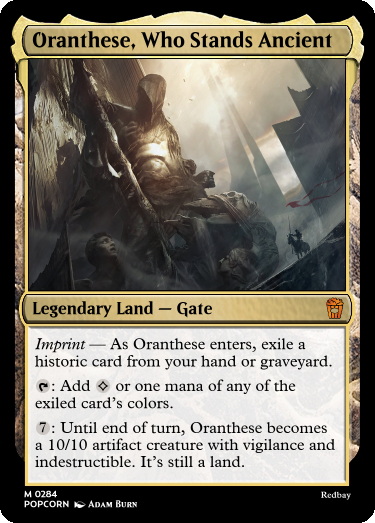 Oranthese, Who Stands Ancient
Legendary Land — Gate
Imprint — As Oranthese enters, exile a
historic card from your hand or graveyard.
: Add or one mana of any of the
exiled card's colors.
7: Until end of turn, Oranthese becomes
a 10/10 artifact creature with vigilance and
indestructible. It's still a land.
M 0284
Redbay
POPCORN Adam Burn